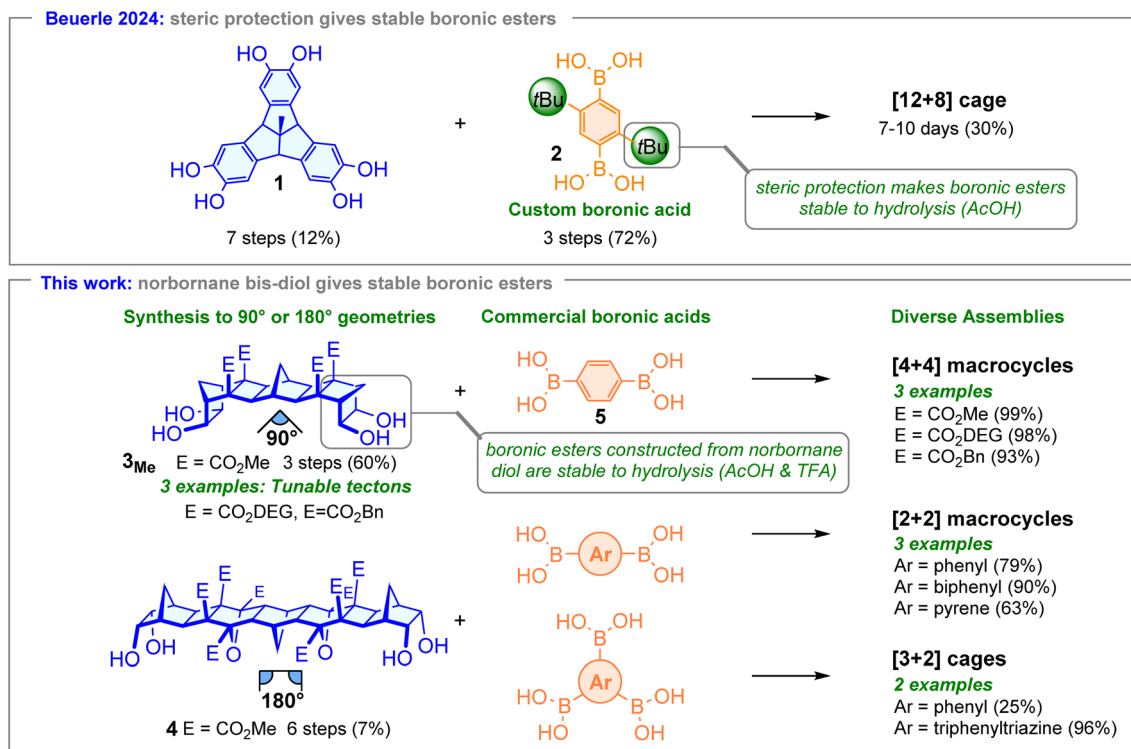 Beuerle 2024: steric protection gives stable boronic esters
HO OH
HO
HO
OH
OH
1
7 steps (12%)
+
HO OH
B
tBu
tBu
2
B
HO OH
Custom boronic acid
3 steps (72%)
[12+8] cage
7-10 days (30%)
steric protection makes boronic esters
stable to hydrolysis (AcOH)
This work: norbornane bis-diol gives stable boronic esters
Synthesis to 90° or 180° geometries
Commercial boronic acids
Diverse Assemblies
E E E E
HO
HO
OH
OH
90°
3Me E = CO2Me 3 steps (60%)
3 examples: Tunable tectons
E = CO2DEG, E=CO2Bn
+
HO
B
HO
OH
B
OH
5
boronic esters constructed from norbornane
diol are stable to hydrolysis (AcOH & TFA)
[4+4] macrocycles
3 examples
E = CO2Me (99%)
E = CO2DEG (98%)
E = CO2Bn (93%)
HO
B
HO
Ar
OH
B
OH
[2+2] macrocycles
3 examples
Ar = phenyl (79%)
Ar = biphenyl (90%)
Ar = pyrene (63%)
E E E E
HO OH
E O E O
HO OH
180°
4 E = CO2Me 6 steps (7%)
+
HO OH
B
Ar
HO
B
HO
OH
B
HO
[3+2] cages
2 examples
Ar = phenyl (25%)
Ar = triphenyltriazine (96%)